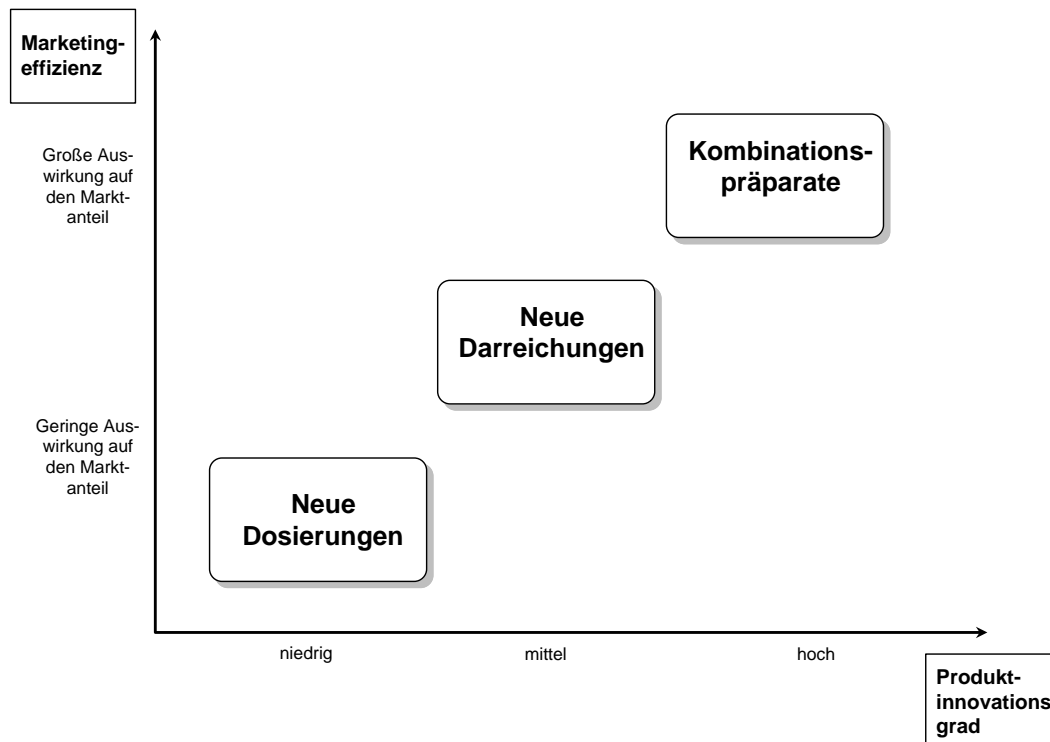 Marketing-
effizienz
Große Aus-
wirkung auf
den Markt-
anteil
Kombinations-
präparate
Neue
Darreichungen
Geringe Aus-
wirkung auf
den Markt-
anteil
Neue
Dosierungen
niedrig
mittel
hoch
Produkt-
innovations
grad